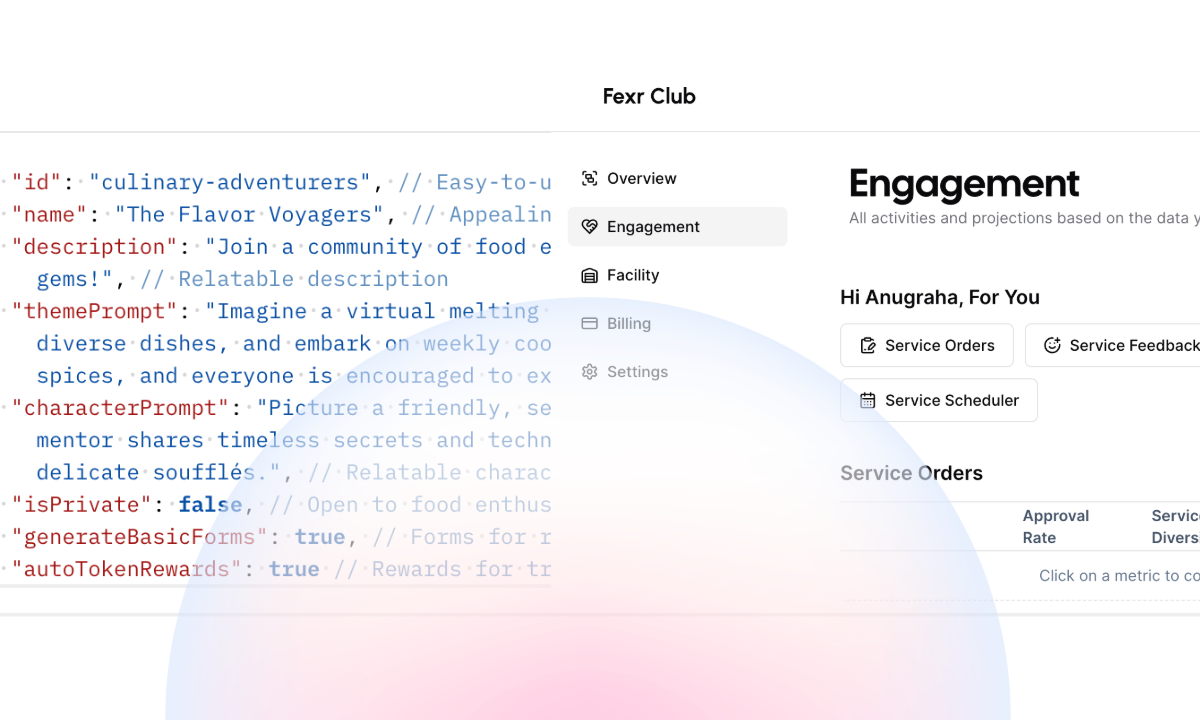 Fexr Club
"id": "culinary-adventurers", // Easy-to-u
"name": "The Flavor Voyagers", // Appealin
"description": "Join a community of food e
gems!", // Relatable description
"themePrompt": "Imagine a virtual melting
diverse dishes, and embark on weekly coo
spices, and everyone is encouraged to ex
"characterPrompt": "Picture a friendly, se
mentor shares timeless secrets and techn
delicate soufflés.", // Relatable charac
"isPrivate": false, // Open to food enthus
"generateBasicForms": true, // Forms for r
"autoTokenRewards": true // Rewards for tr
Overview
Engagement
Facility
Billing
Settings
Engagement
All activities and projections based on the data y
Hi Anugraha, For You
Service Orders
Service Feedback
Service Scheduler
Service Orders
Approval
Rate
Servic
Divers
Click on a metric to co